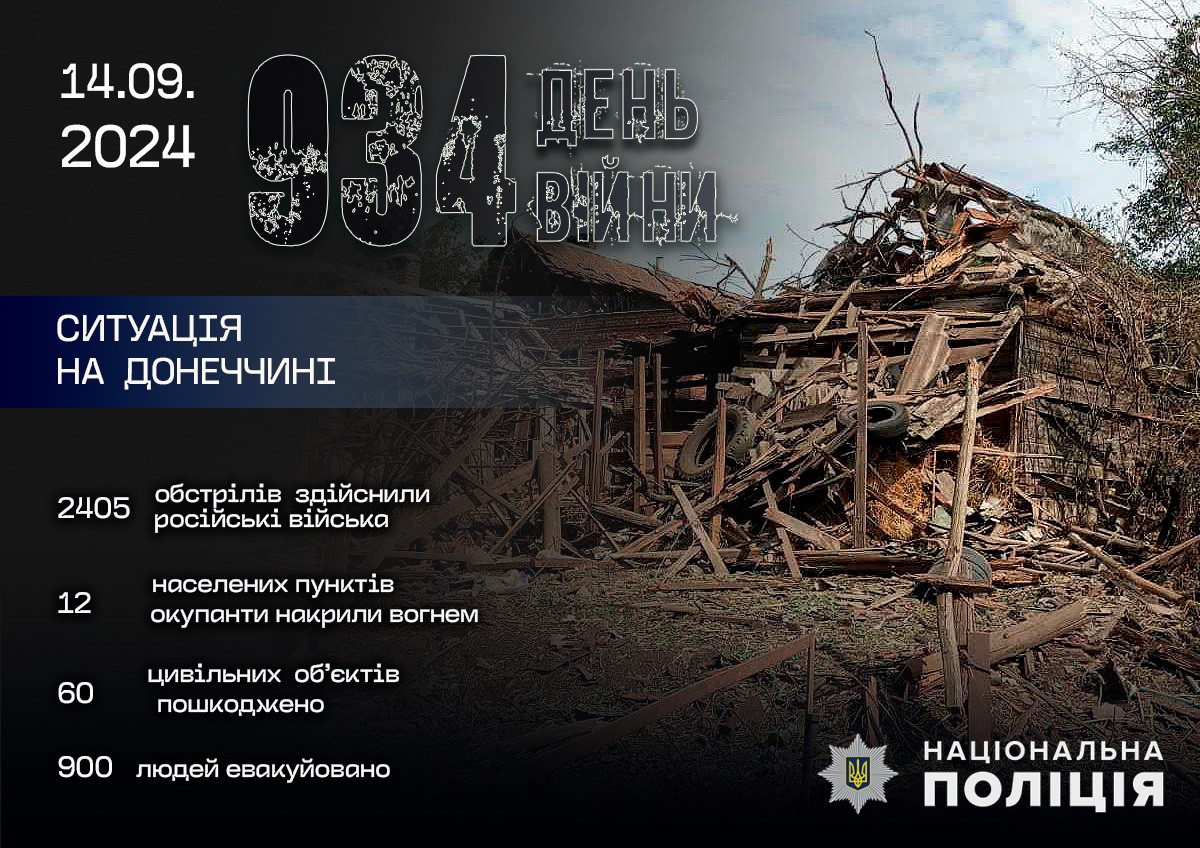 14.09.
2024
934
ДЕНЬ
ВІЙНИ
СИТУАЦІЯ
НА ДОНЕЧЧИНІ
2405 обстрілів здійснили
російські війська
12 населених пунктів
окупанти накрили вогнем
60 цивільних об’єктів
пошкоджено
900 людей евакуйовано
НАЦІОНАЛЬНА
ПОЛІЦІЯ